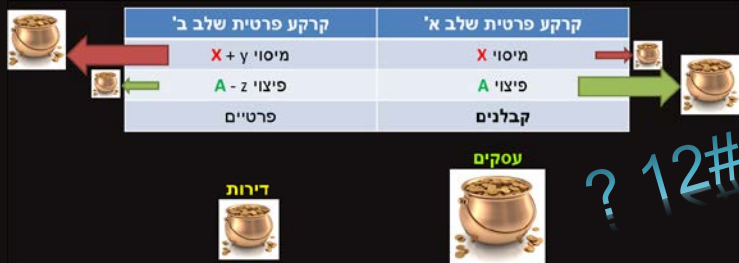 קרקע פרטית שלב א' קרקע פרטית שלב ב'
מיסוי X מיסוי X + y
פיצוי A פיצוי A - z
קבלנים פרטיים
עסקים
דירות
? 12#